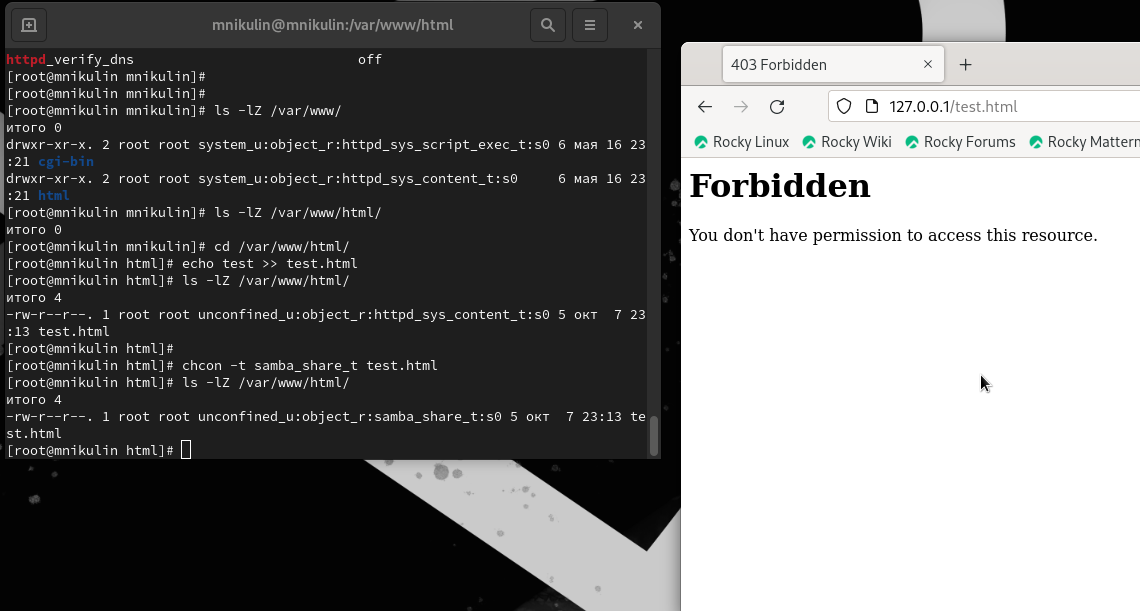 mnikulin@mnikulin:/var/www/html
httpd_verify_dns                            off
[root@mnikulin mnikulin]#
[root@mnikulin mnikulin]#
[root@mnikulin mnikulin]# ls -lZ /var/www/
итого 0
drwxr-xr-x. 2 root root system_u:object_r:httpd_sys_script_exec_t:s0 6 мая 16 23
:21 cgi-bin
drwxr-xr-x. 2 root root system_u:object_r:httpd_sys_content_t:s0     6 мая 16 23
:21 html
[root@mnikulin mnikulin]# ls -lZ /var/www/html/
итого 0
[root@mnikulin mnikulin]# cd /var/www/html/
[root@mnikulin html]# echo test >> test.html
[root@mnikulin html]# ls -lZ /var/www/html/
итого 4
-rw-r--r--. 1 root root unconfined_u:object_r:httpd_sys_content_t:s0 5 окт  7 23
:13 test.html
[root@mnikulin html]#
[root@mnikulin html]# chcon -t samba_share_t test.html
[root@mnikulin html]# ls -lZ /var/www/html/
итого 4
-rw-r--r--. 1 root root unconfined_u:object_r:samba_share_t:s0 5 окт  7 23:13 te
st.html
[root@mnikulin html]#
403 Forbidden
127.0.0.1/test.html
Rocky Linux Rocky Wiki Rocky Forums Rocky Mattern
Forbidden
You don't have permission to access this resource.